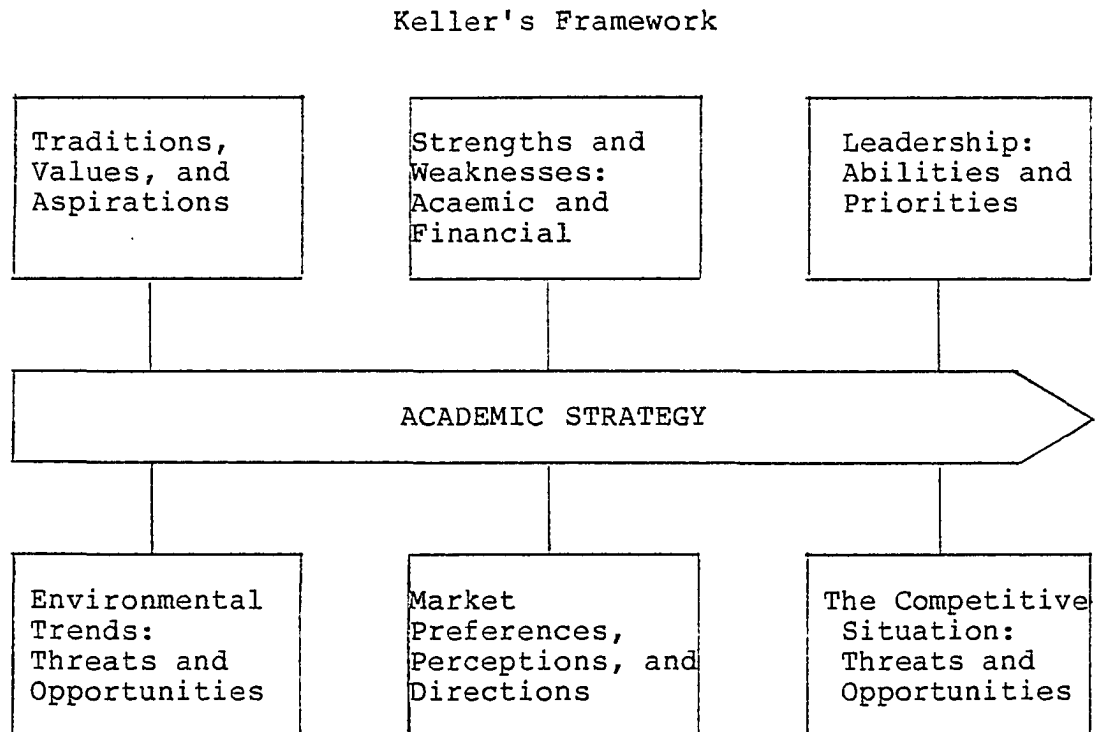 Keller's Framework
Traditions,
Values, and
Aspirations
Strengths and
Weaknesses:
Acaemic and
Financial
Leadership:
Abilities and
Priorities
ACADEMIC STRATEGY
Environmental
Trends:
Threats and
Opportunities
Market
Preferences,
Perceptions, and
Directions
The Competitive
Situation:
Threats and
Opportunities